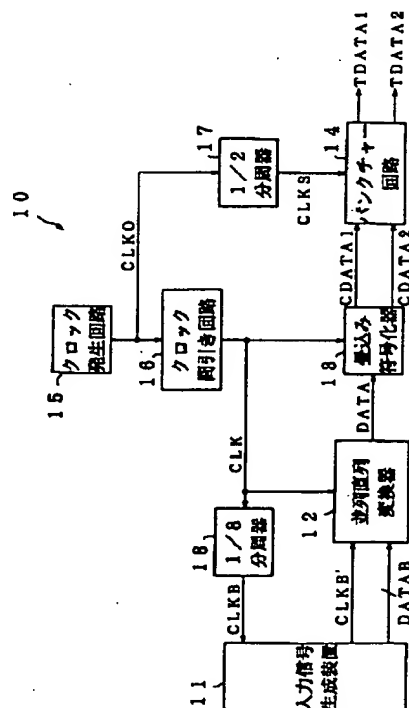 10
15
クロック
発生回路
CLKO
16
クロック
間引き回路
17
1/2
分周器
CLKS
CLK
18
1/8
分周器
CLKB
11
入力信号
生成装置
CLKB'
DATAB
12
並列直列
変換器
DATA
13
畳込み
符号化器
CDATA1
CDATA2
14
パンクチャー
回路
TDATA1
TDATA2